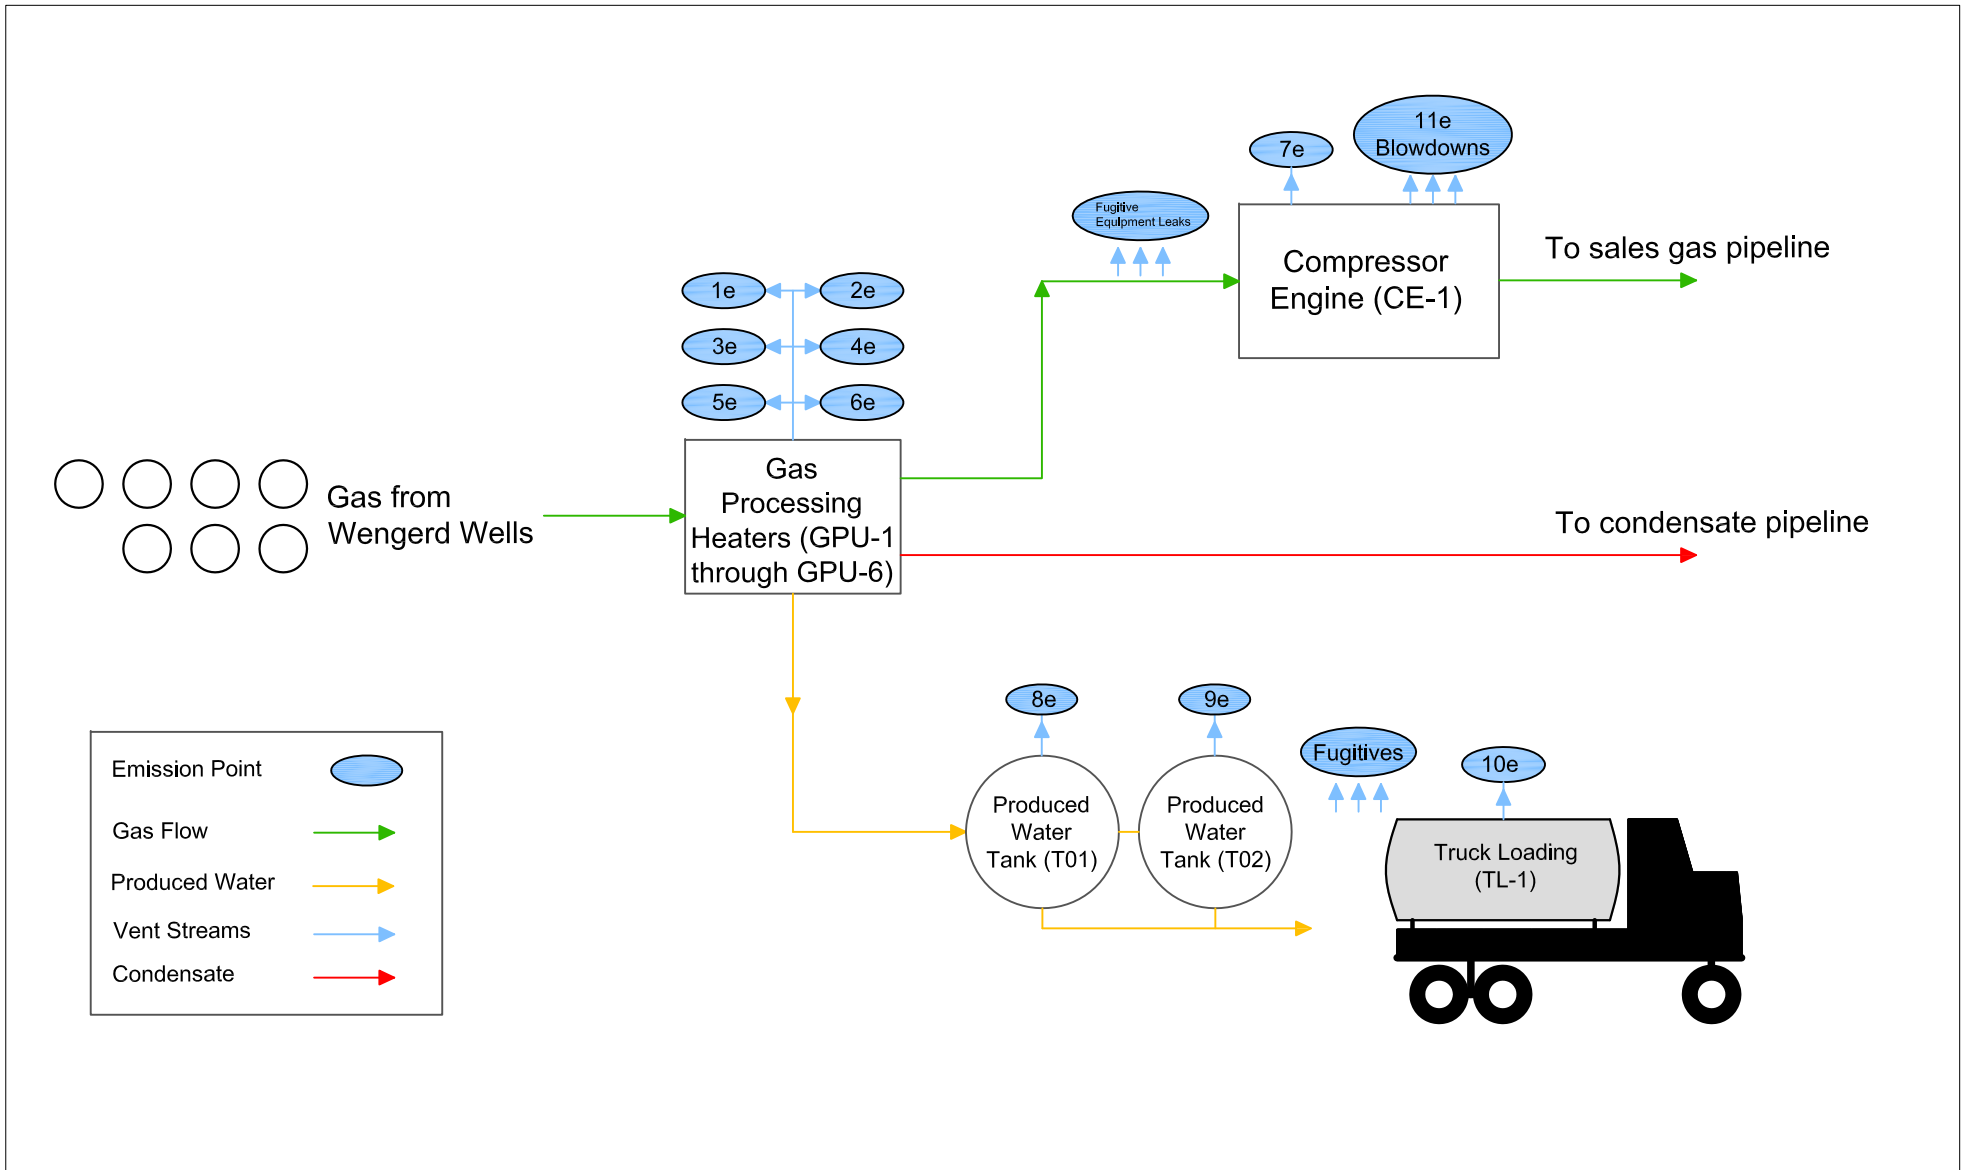 11e
Blowdowns
7e
Fugitive
Equipment Leaks
Compressor
Engine (CE-1)
To sales gas pipeline
1e
2e
3e
4e
5e
6e
Gas from
Wengerd Wells
Gas
Processing
Heaters (GPU-1
through GPU-6)
To condensate pipeline
8e
9e
Fugitives
10e
Produced
Water
Tank (T01)
Produced
Water
Tank (T02)
Truck Loading
(TL-1)
Emission Point
Gas Flow
Produced Water
Vent Streams
Condensate